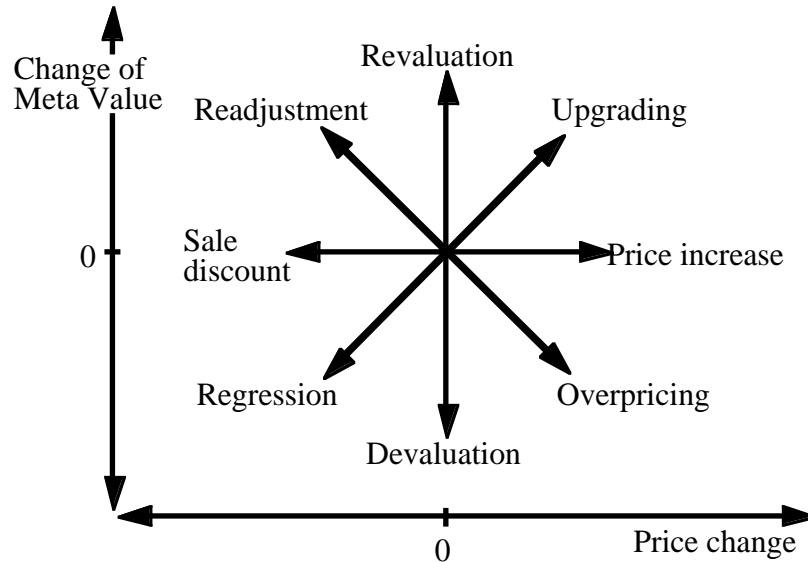 Revaluation
Change of
Meta Value
Readjustment
Upgrading
0
Sale
discount
Price increase
Regression
Overpricing
Devaluation
0
Price change